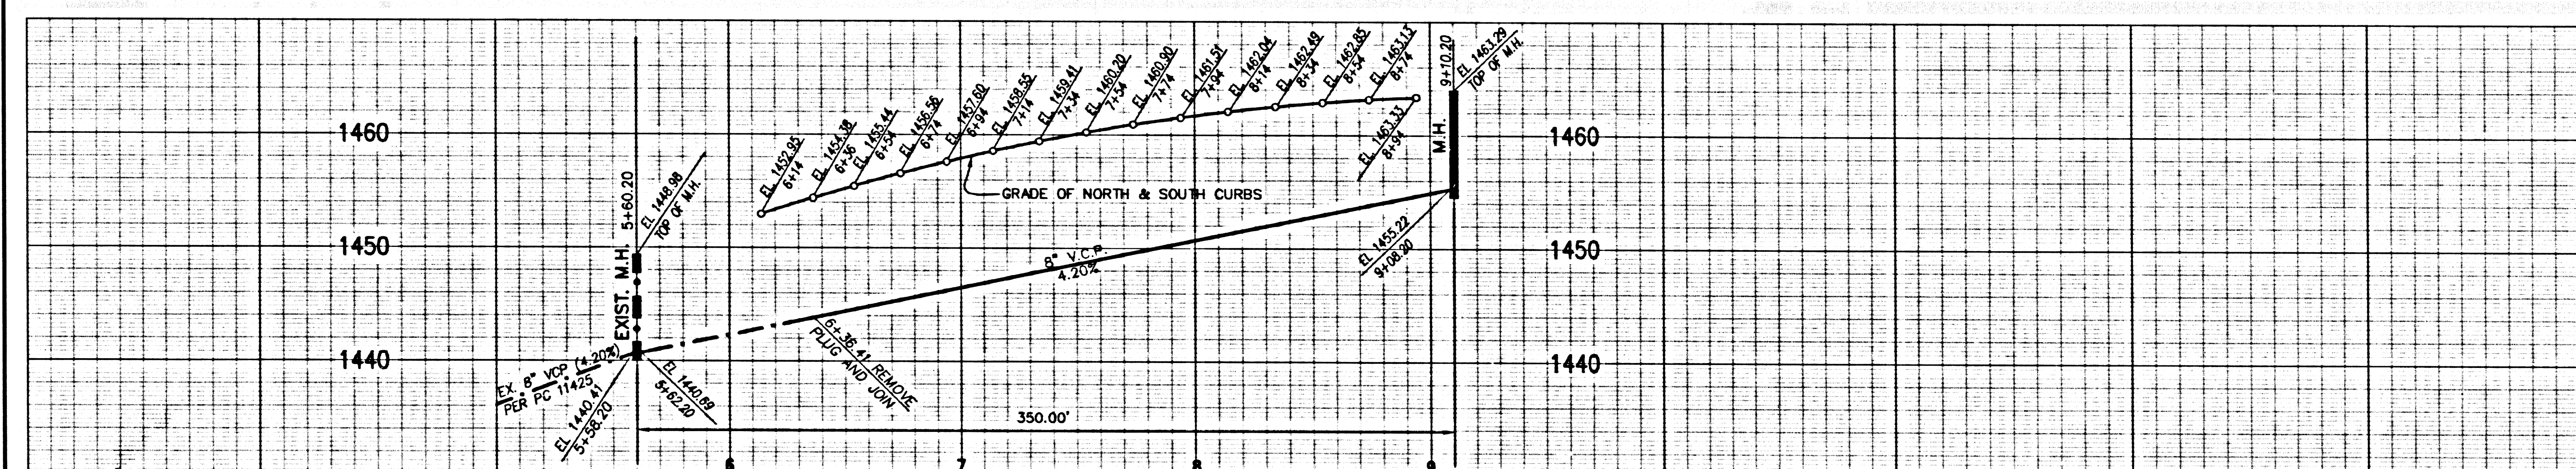 1460
1450
1440
EX. 8" VCP (4.20%)
PER PC 11425
EL 1440.41
5+58.20
EXIST. M.H. 5+60.20
EL 1448.98
TOP OF M.H.
EL 1440.69
5+62.20
6+36.41 REMOVE
PLUG AND JOIN
EL 1452.95
6+14
EL 1454.38
6+36
EL 1455.44
6+54
EL 1456.56
6+74
EL 1457.60
6+94
EL 1458.55
7+14
EL 1459.41
7+34
EL 1460.20
7+54
EL 1460.90
7+74
EL 1461.51
7+94
EL 1462.04
8+14
EL 1462.49
8+34
EL 1462.85
8+54
EL 1463.13
8+74
EL 1463.33
8+94
GRADE OF NORTH & SOUTH CURBS
8" V.C.P.
4.20%
M.H. 9+10.20
EL 1463.29
TOP OF M.H.
EL 1455.22
9+08.20
1460
1450
1440
350.00'
6
7
8
9